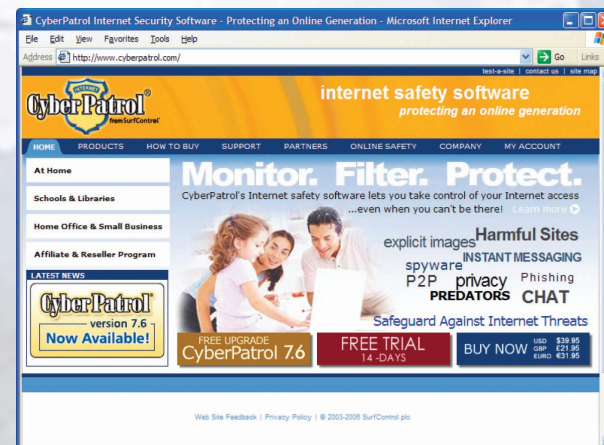 CyberPatrol Internet Security Software - Protecting an Online Generation - Microsoft Internet Explorer
File Edit View Favorites Tools Help
Address http://www.cyberpatrol.com/ Go Links
test-a-site | contact us | site map
INTERNET
CyberPatrol®
from SurfControl
internet safety software
protecting an online generation
HOME PRODUCTS HOW TO BUY SUPPORT PARTNERS ONLINE SAFETY COMPANY MY ACCOUNT
At Home
Schools & Libraries
Home Office & Small Business
Affiliate & Reseller Program
LATEST NEWS
CyberPatrol
version 7.6
Now Available!
Monitor. Filter. Protect.
CyberPatrol's Internet safety software lets you take control of your Internet access
...even when you can't be there! Learn more
explicit images Harmful Sites
spyware INSTANT MESSAGING
P2P privacy Phishing
PREDATORS CHAT
Safeguard Against Internet Threats
FREE UPGRADE
CyberPatrol 7.6
FREE TRIAL
14 -DAYS
BUY NOW
USD $39.95
GBP £21.95
EURO €31.95
Web Site Feedback | Privacy Policy | © 2003-2006 SurfControl plc